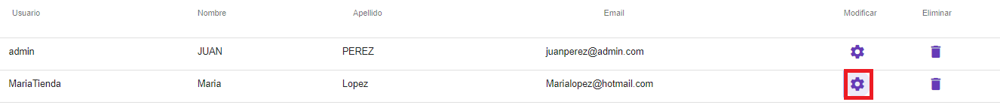 Usuario Nombre Apellido Email Modificar Eliminar
admin JUAN PEREZ juanperez@admin.com
MariaTienda Maria Lopez Marialopez@hotmail.com